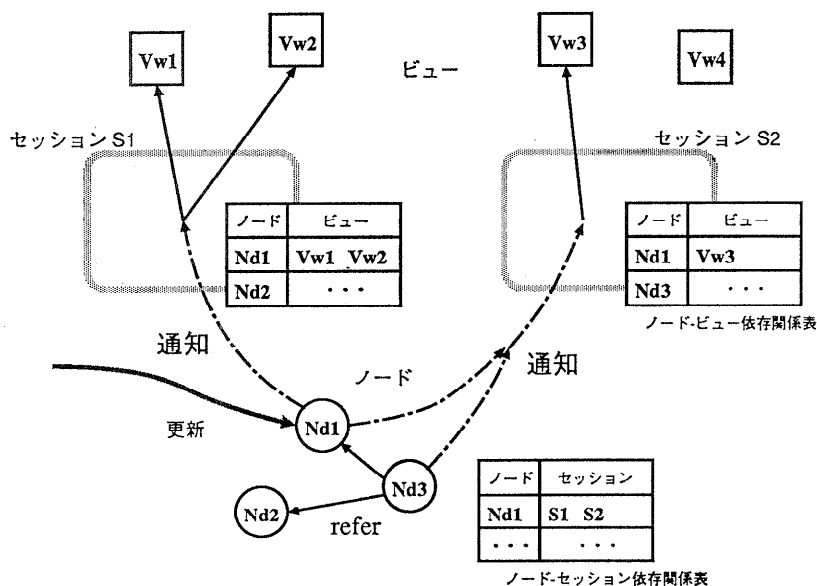 Vw1
Vw2
ビュー
Vw3
Vw4
セッション S1
セッション S2
ノード ビュー
Nd1 Vw1 Vw2
Nd2 ・・・
ノード ビュー
Nd1 Vw3
Nd3 ・・・
ノード-ビュー依存関係表
通知
ノード
通知
更新
Nd1
Nd3
Nd2
refer
ノード セッション
Nd1 S1 S2
・・・ ・・・
ノード-セッション依存関係表